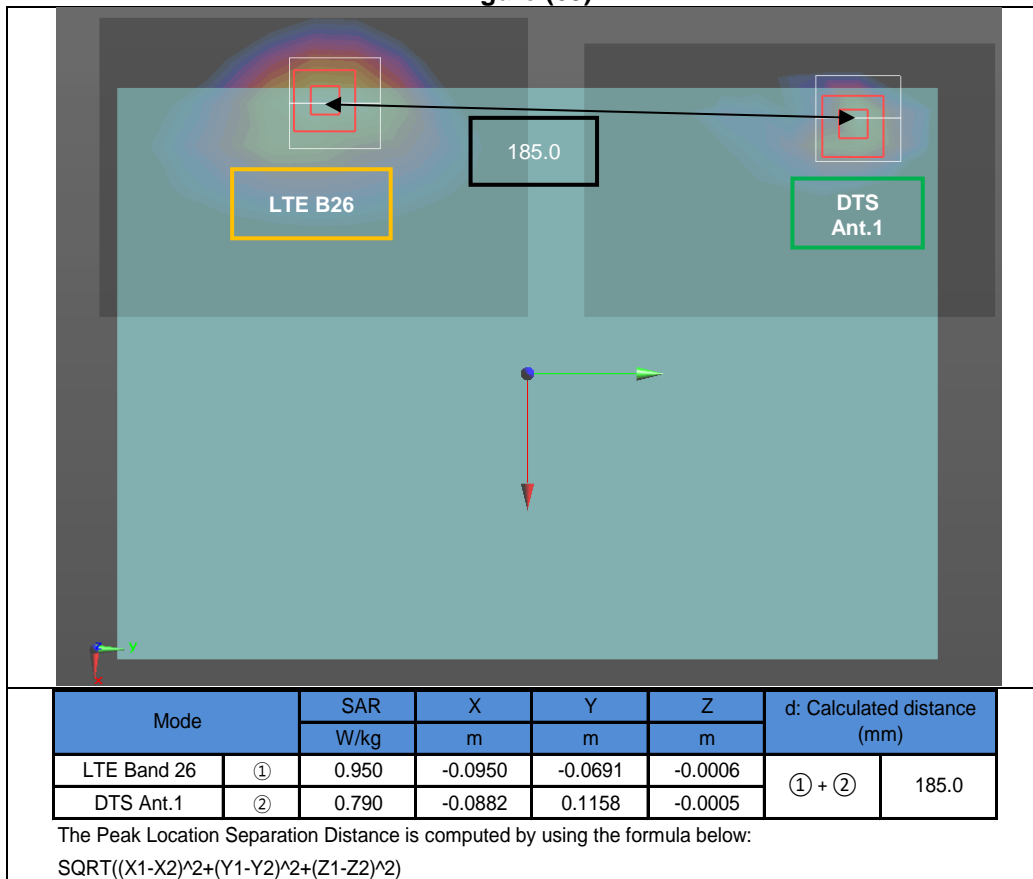 185.0
LTE B26
DTS
Ant.1
Y
X
Mode SAR X Y Z d: Calculated distance
W/kg m m m (mm)
LTE Band 26 ① 0.950 -0.0950 -0.0691 -0.0006 ① + ② 185.0
DTS Ant.1 ② 0.790 -0.0882 0.1158 -0.0005
The Peak Location Separation Distance is computed by using the formula below:
SQRT((X1-X2)^2+(Y1-Y2)^2+(Z1-Z2)^2)